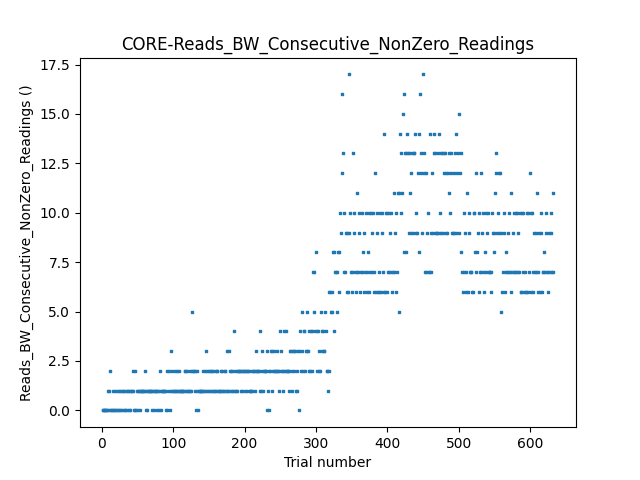 CORE-Reads_BW_Consecutive_NonZero_Readings
Reads_BW_Consecutive_NonZero_Readings ()
17.5
15.0
12.5
10.0
7.5
5.0
2.5
0.0
0 100 200 300 400 500 600
Trial number